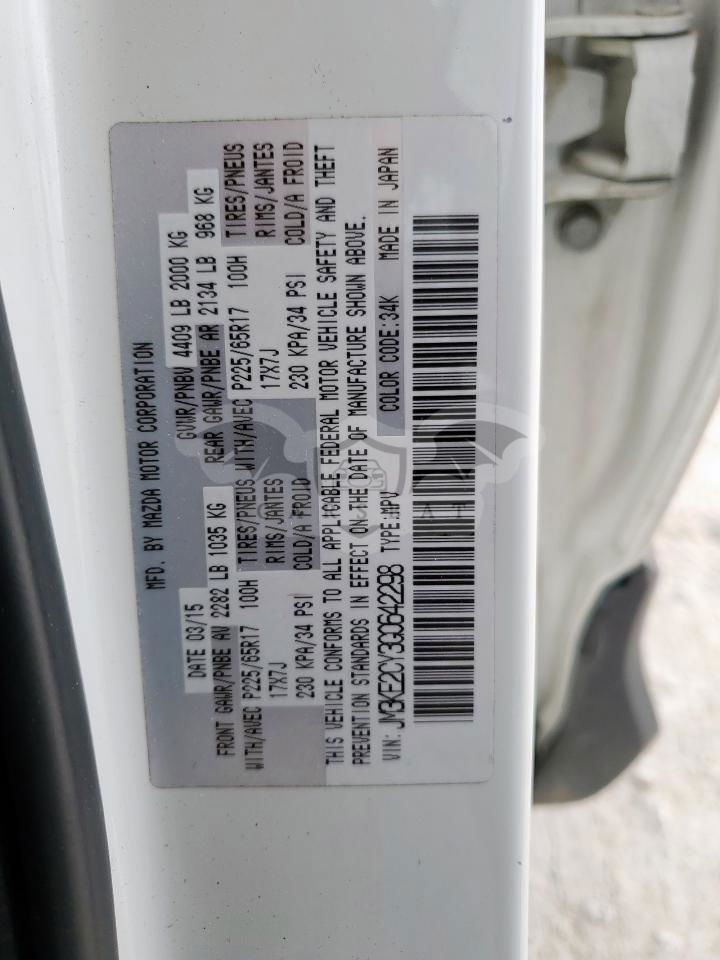 MFD. BY MAZDA MOTOR CORPORATION
DATE 03/15 GVWR/PNBV 4409 LB 2000 KG
FRONT GAWR/PNBE AV 2282 LB 1035 KG REAR GAWR/PNBE AR 2134 LB 968 KG
WITH/AVEC P225/65R17 100H TIRES/PNEUS WITH/AVEC P225/65R17 100H TIRES/PNEUS
17X7J RIMS/JANTES 17X7J RIMS/JANTES
230 KPA/34 PSI COLD/A FROID 230 KPA/34 PSI COLD/A FROID
THIS VEHICLE CONFORMS TO ALL APPLICABLE FEDERAL MOTOR VEHICLE SAFETY AND THEFT
PREVENTION STANDARDS IN EFFECT ON THE DATE OF MANUFACTURE SHOWN ABOVE.
VIN: JM3KE2CY3G0642298 TYPE:MPV COLOR CODE:34K MADE IN JAPAN